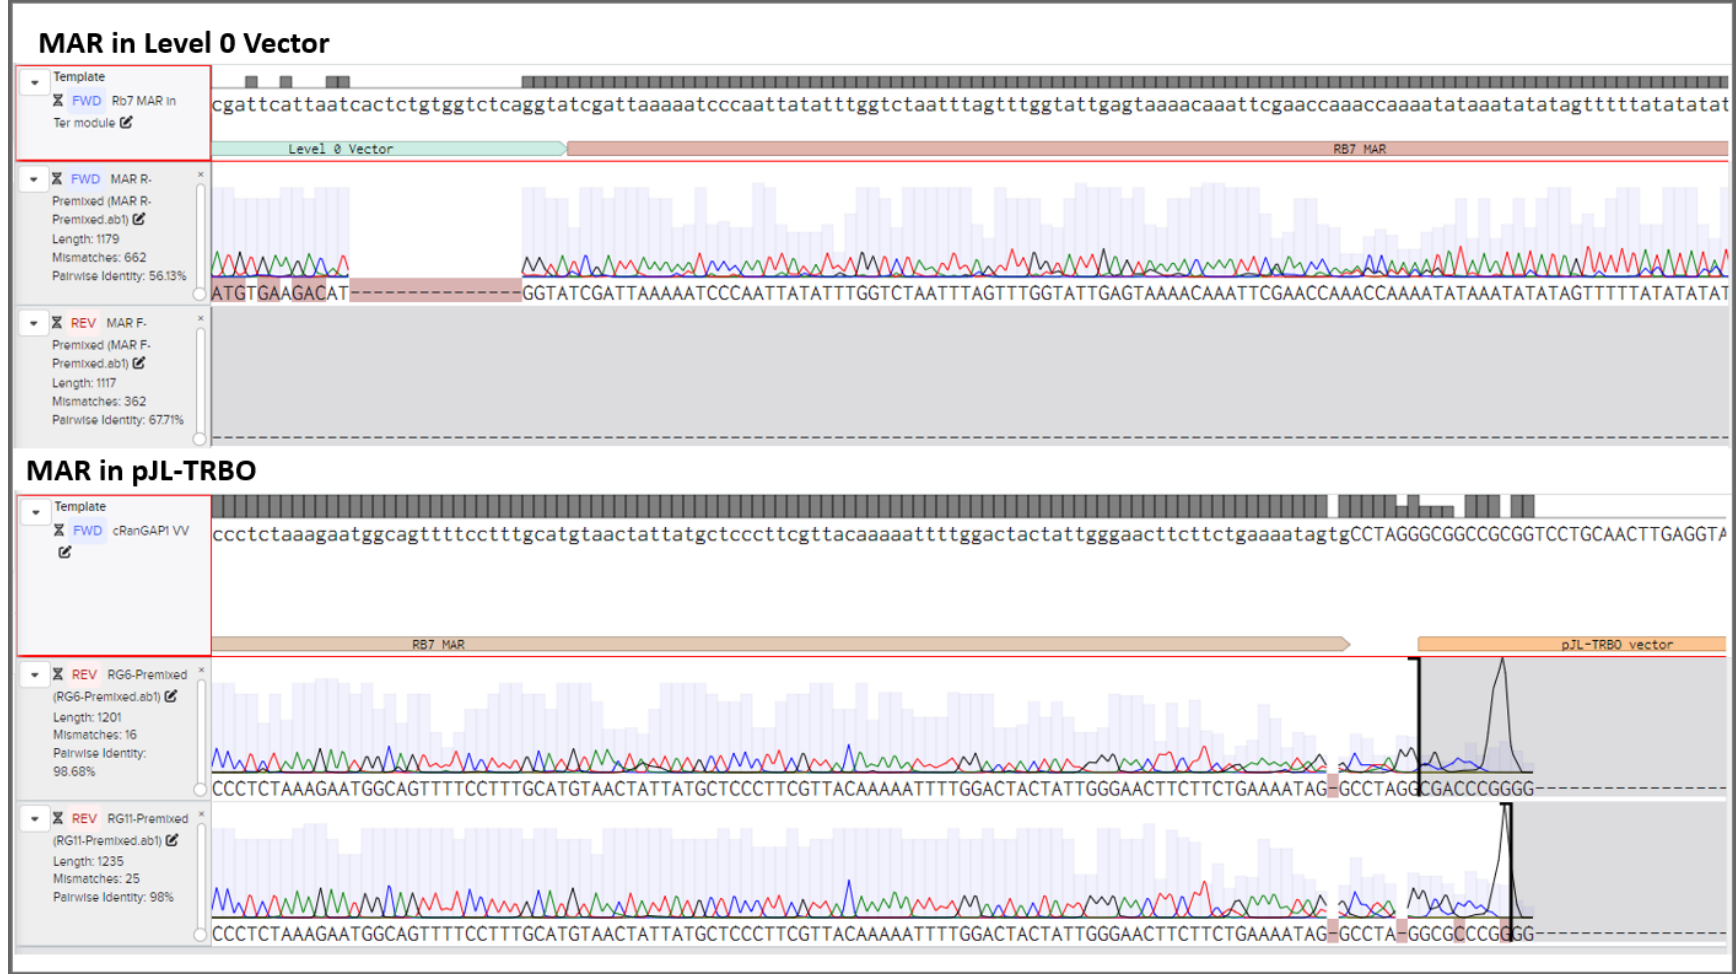 MAR in Level 0 Vector
Template
FWD Rb7 MAR in
Ter module
cgattcattaatcactctgtggtctcaggtatcgattaaaaatcccaattatatttggtctaatttagtttggtattgagtaaaacaaattcgaaccaaaccaaaatataaatatatagtttttatatatat
Level 0 Vector
RB7 MAR
FWD MAR R-
Premixed (MAR R-
Premixed.ab1)
Length: 1179
Mismatches: 662
Pairwise Identity: 56.13%
ATGTGAAGACAT---------------GGTATCGATTAAAAATCCCAATTATATTTGGTCTAATTTAGTTTGGTATTGAGTAAAACAAATTCGAACCAAACCAAAATATAAATATATAGTTTTTATATATAT
REV MAR F-
Premixed (MAR F-
Premixed.ab1)
Length: 1117
Mismatches: 362
Pairwise Identity: 67.71%
MAR in pJL-TRBO
Template
FWD cRanGAP1 VV
ccctctaaagaatggcagttttcctttgcatgtaactattatgctcccttcgttacaaaaattttggactactattgggaacttcttctgaaaatagtgCCTAGGGCGGCCGCGGTCCTGCAACTTGAGGTA
RB7 MAR
pJL-TRBO vector
REV RG6-Premixed
(RG6-Premixed.ab1)
Length: 1201
Mismatches: 16
Pairwise Identity:
98.68%
CCCTCTAAAGAATGGCAGTTTTCCTTTGCATGTAACTATTATGCTCCCTTCGTTACAAAAATTTTGGACTACTATTGGGAACTTCTTCTGAAAATAG-GCCTAGGCGACCCGGGG-----------------
REV RG11-Premixed
(RG11-Premixed.ab1)
Length: 1235
Mismatches: 25
Pairwise Identity: 98%
CCCTCTAAAGAATGGCAGTTTTCCTTTGCATGTAACTATTATGCTCCCTTCGTTACAAAAATTTTGGACTACTATTGGGAACTTCTTCTGAAAATAG-GCCTA-GGCGCCCGGGG-----------------